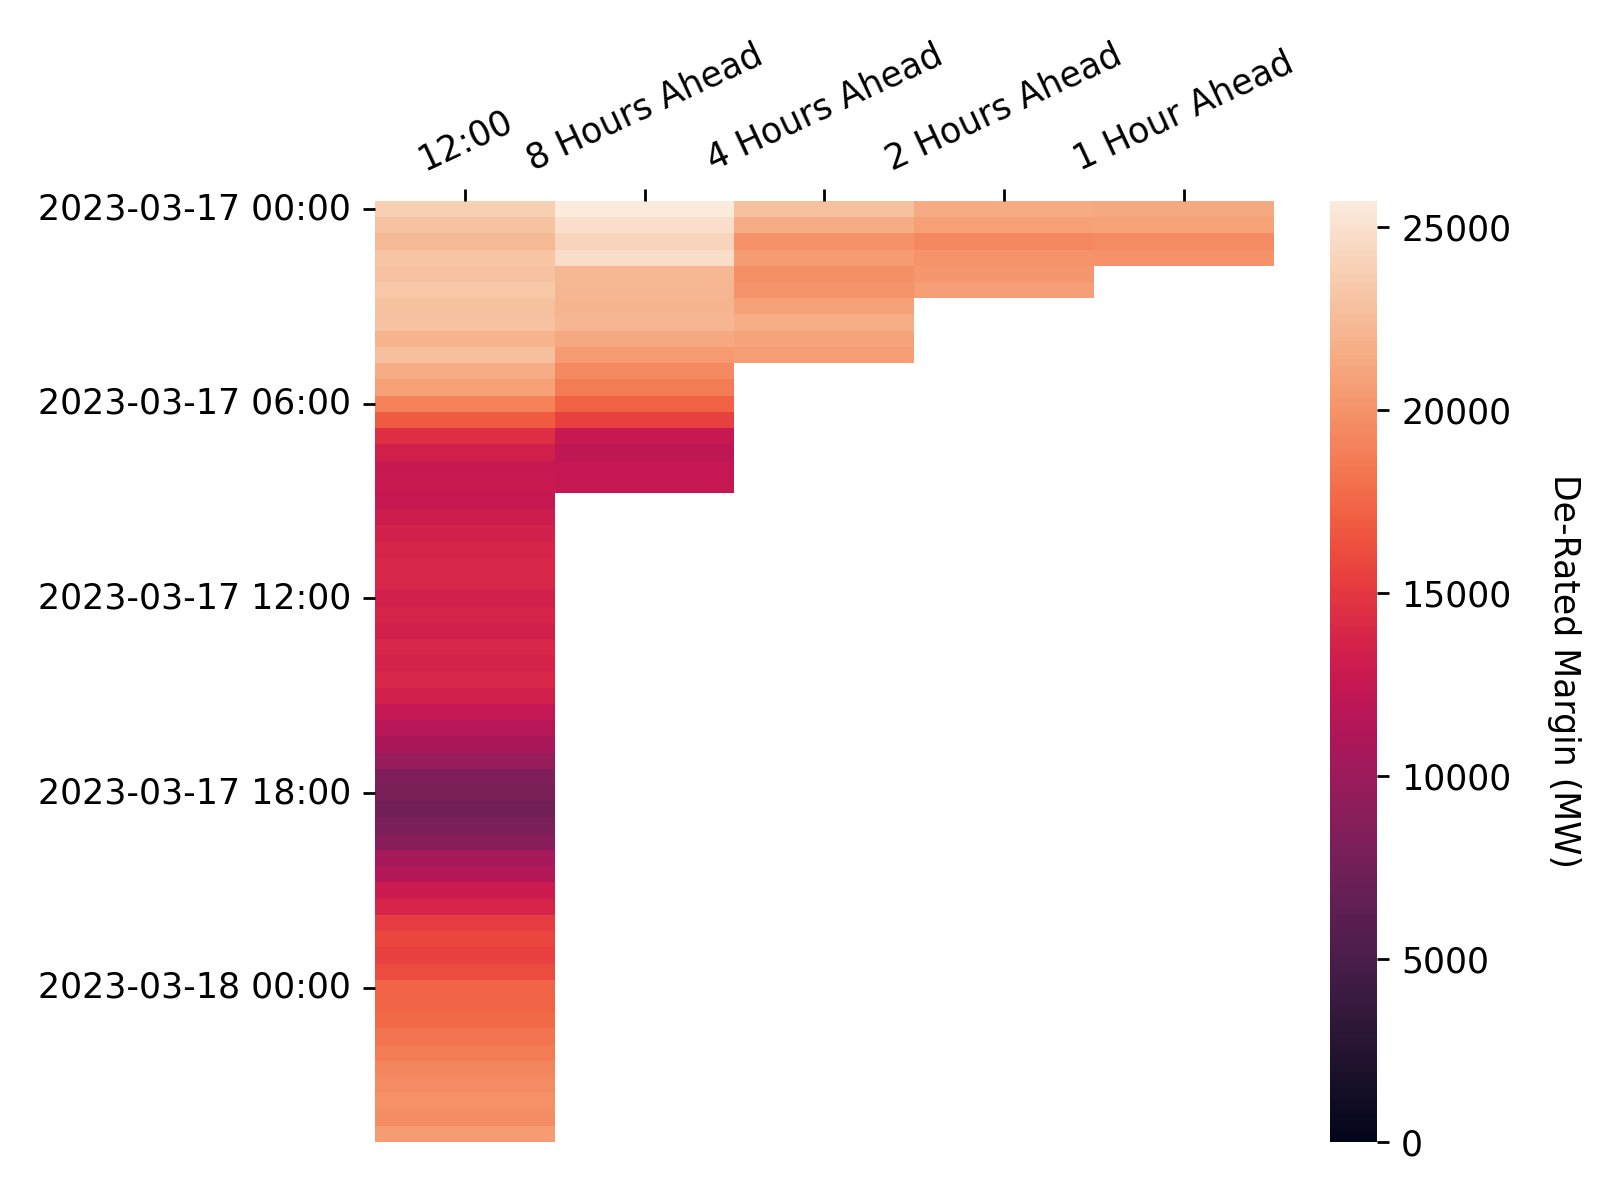 12:00
8 Hours Ahead
4 Hours Ahead
2 Hours Ahead
1 Hour Ahead
2023-03-17 00:00
2023-03-17 06:00
2023-03-17 12:00
2023-03-17 18:00
2023-03-18 00:00
25000
20000
15000
10000
5000
0
De-Rated Margin (MW)